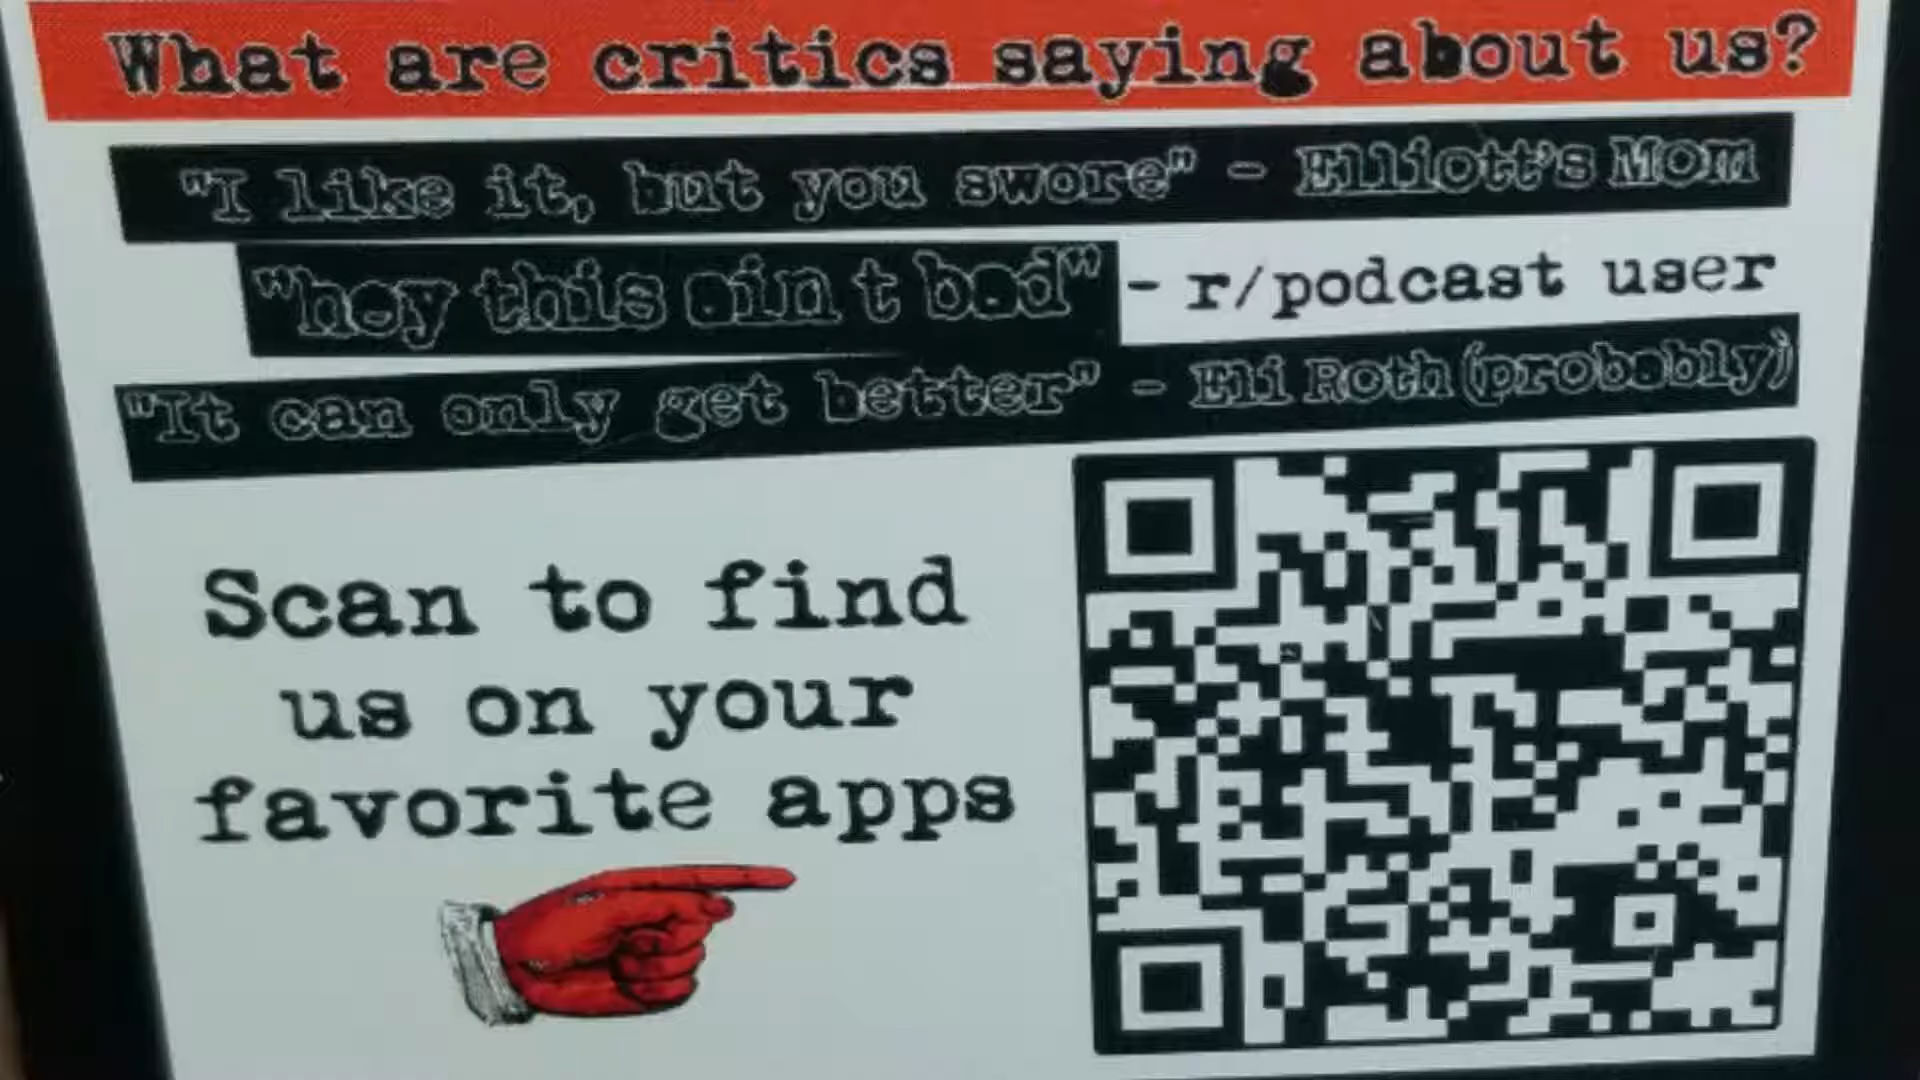 What are critics saying about us?
"I like it, but you swore" - Elliott's Mom
"hey this ain t bad" - r/podcast user
"It can only get better" - Eli Roth (probably)
Scan to find
us on your
favorite apps